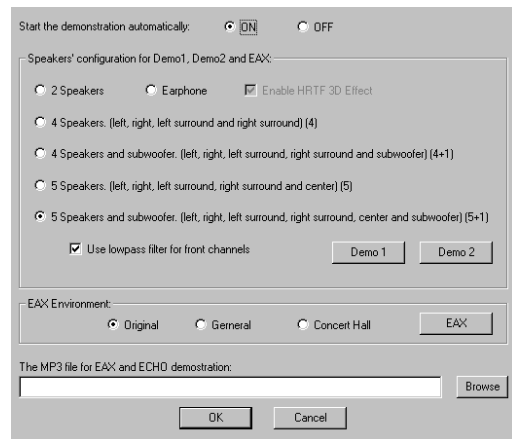 Start the demonstration automatically: ON OFF
Speakers' configuration for Demo1, Demo2 and EAX:
2 Speakers Earphone Enable HRTF 3D Effect
4 Speakers. (left, right, left surround and right surround) (4)
4 Speakers and subwoofer. (left, right, left surround, right surround and subwoofer) (4+1)
5 Speakers. (left, right, left surround, right surround and center) (5)
5 Speakers and subwoofer. (left, right, left surround, right surround, center and subwoofer) (5+1)
Use lowpass filter for front channels Demo 1 Demo 2
EAX Environment:
Original Gerneral Concert Hall EAX
The MP3 file for EAX and ECHO demostration:
Browse
OK Cancel